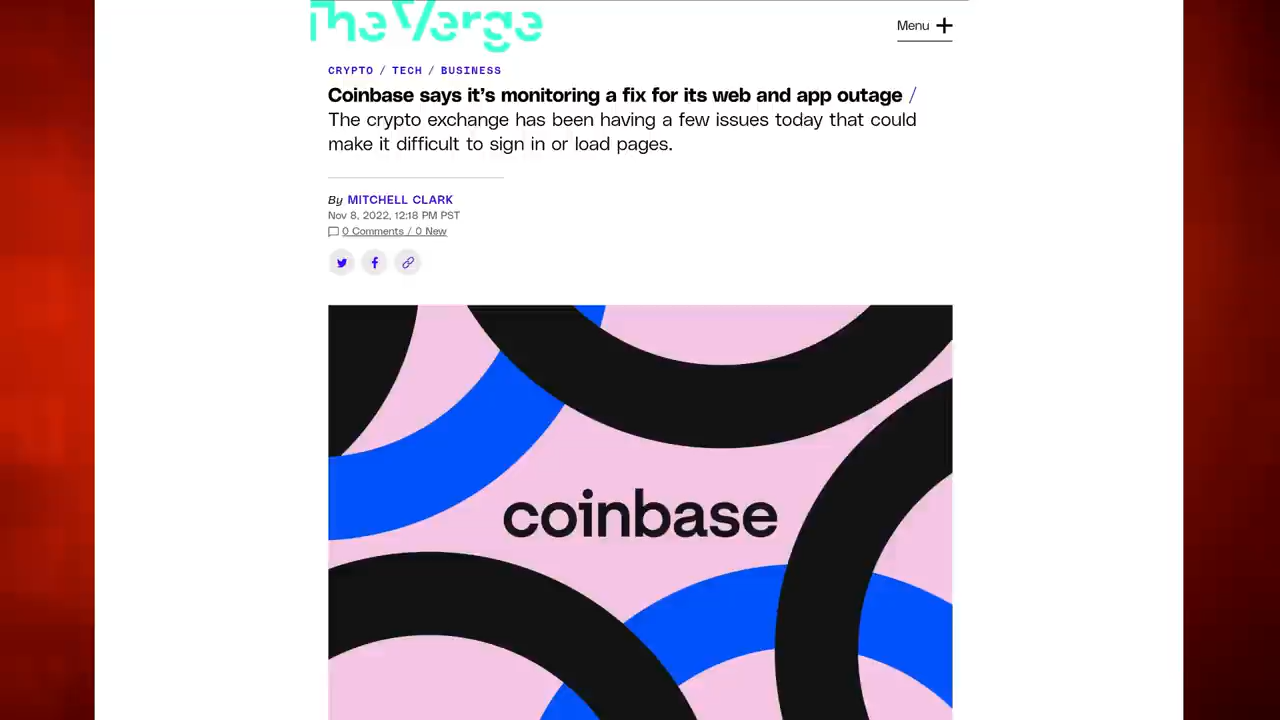 The Verge
Menu
CRYPTO / TECH / BUSINESS
Coinbase says it’s monitoring a fix for its web and app outage /
The crypto exchange has been having a few issues today that could
make it difficult to sign in or load pages.
By MITCHELL CLARK
Nov 8, 2022, 12:18 PM PST
0 Comments / 0 New
coinbase